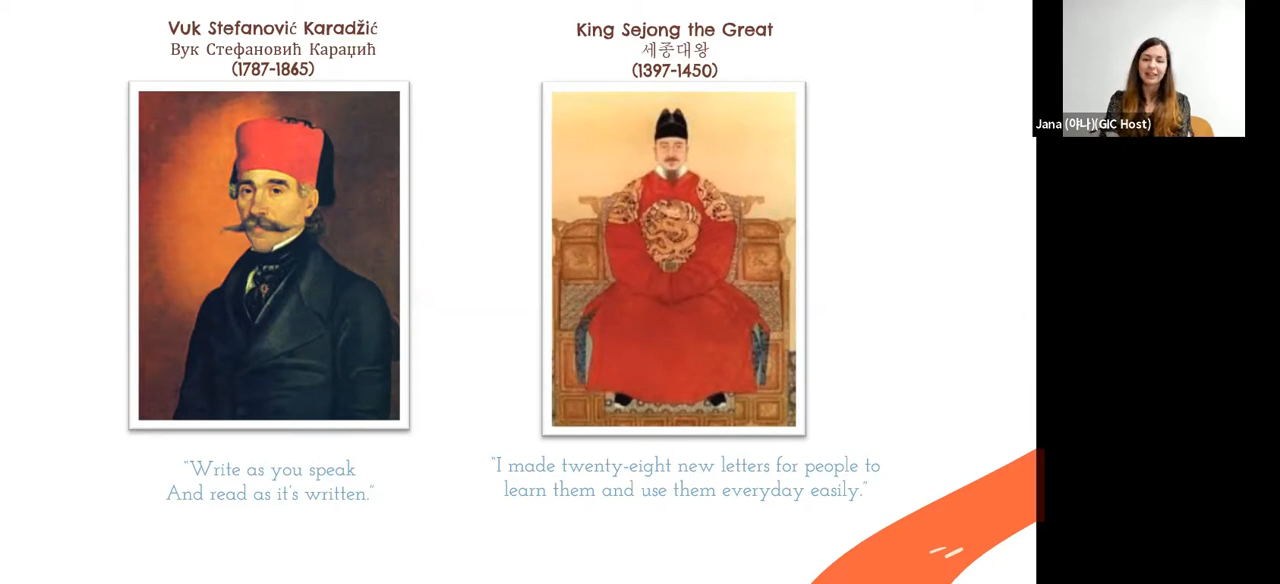 Vuk Stefanović Karadžić
Вук Стефановић Караџић
(1787-1865)
"Write as you speak
And read as it's written."
King Sejong the Great
세종대왕
(1397-1450)
"I made twenty-eight new letters for people to
learn them and use them everyday easily."
Jana (야나)(GIC Host)